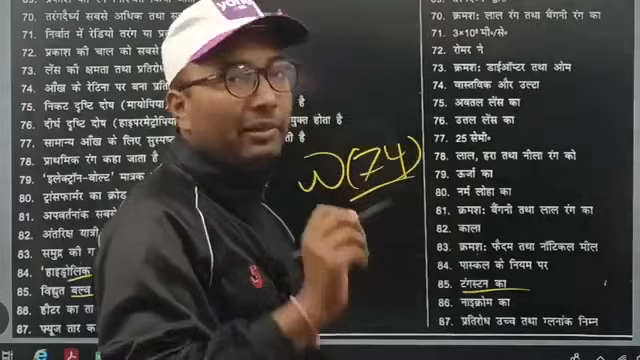 70. तरंगदैर्ध्य सबसे अधिक तथा
71. निर्वात में रेडियो तरंग या
72. प्रकाश की चाल को सबसे
73. लेंस की क्षमता तथा
74. आँख के रेटिना पर बना
75. निकट दृष्टि दोष है
76. दीर्घ दृष्टि दोष युक्त होता है
77. सामान्य आँख के लिए है
78. प्राथमिक रंग कहा जाता है
79. 'इलेक्ट्रॉन-वोल्ट' मात्रक
80. ट्रांसफार्मर का क्रोड
81. अपवर्तनांक
82. अंतरिक्ष यात्री
83. समुद्र की
84. 'हाइड्रोलिक
85. विद्युत बल्ब
86. हीटर का
87. फ्यूज तार
W(74)
70. क्रमश: लाल रंग तथा बैंगनी रंग का
71. 3×10⁸ मी०/से०
72. रोमर ने
73. क्रमश: डाईऑप्टर तथा ओम
74. वास्तविक और उल्टा
75. अवतल लेंस का
76. उत्तल लेंस का
77. 25 सेमी०
78. लाल, हरा तथा नीला रंग को
79. ऊर्जा का
80. नर्म लोहा का
81. क्रमश: बैंगनी तथा लाल रंग का
82. काला
83. क्रमश: फैदम तथा नॉटिकल मील
84. पास्कल के नियम पर
85. टंगस्टन का
86. नाइक्रोम का
87. प्रतिरोध उच्च तथा ग्लनांक निम्न